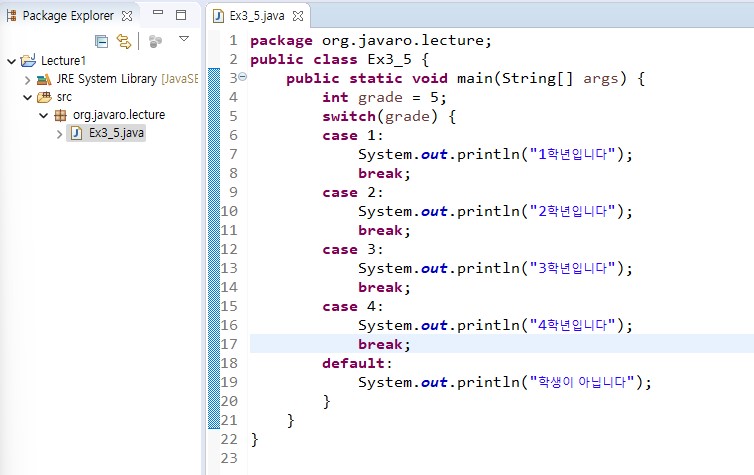 Package Explorer
Lecture1
JRE System Library [JavaSE
src
org.javaro.lecture
Ex3_5.java
Ex3_5.java
1 package org.javaro.lecture;
2 public class Ex3_5 {
3 public static void main(String[] args) {
4 int grade = 5;
5 switch(grade) {
6 case 1:
7 System.out.println("1학년입니다");
8 break;
9 case 2:
10 System.out.println("2학년입니다");
11 break;
12 case 3:
13 System.out.println("3학년입니다");
14 break;
15 case 4:
16 System.out.println("4학년입니다");
17 break;
18 default:
19 System.out.println("학생이 아닙니다");
20 }
21 }
22 }
23